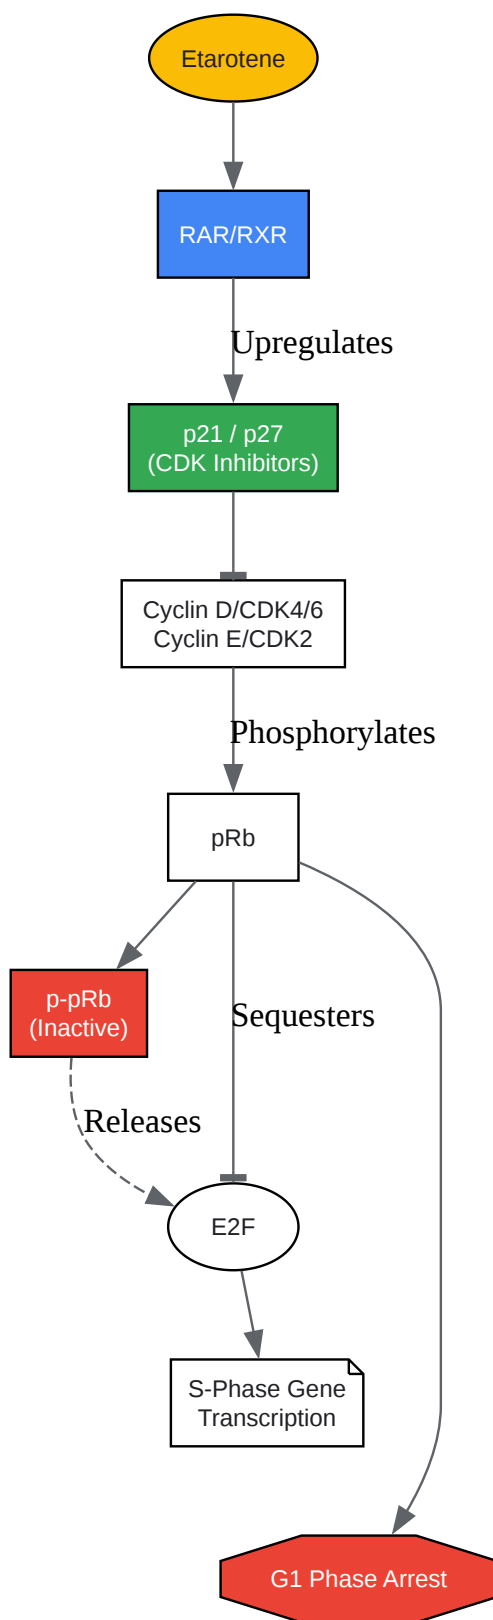 Etarotene
RAR/RXR
Upregulates
p21 / p27
(CDK Inhibitors)
Cyclin D/CDK4/6
Cyclin E/CDK2
Phosphorylates
pRb
p-pRb
(Inactive)
Sequesters
Releases
E2F
S-Phase Gene
Transcription
G1 Phase Arrest